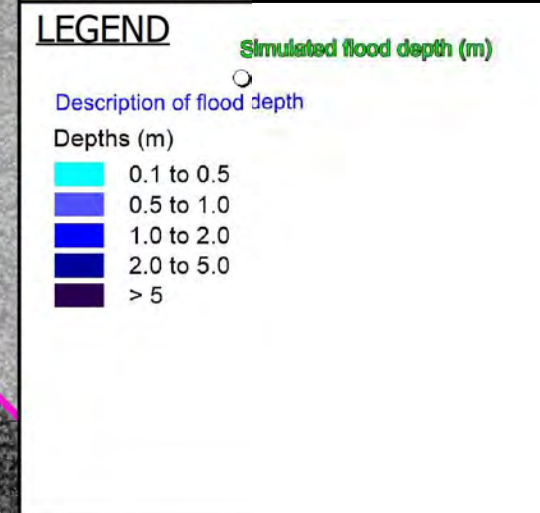 LEGEND
Simulated flood depth (m)
Description of flood depth
Depths (m)
0.1 to 0.5
0.5 to 1.0
1.0 to 2.0
2.0 to 5.0
> 5